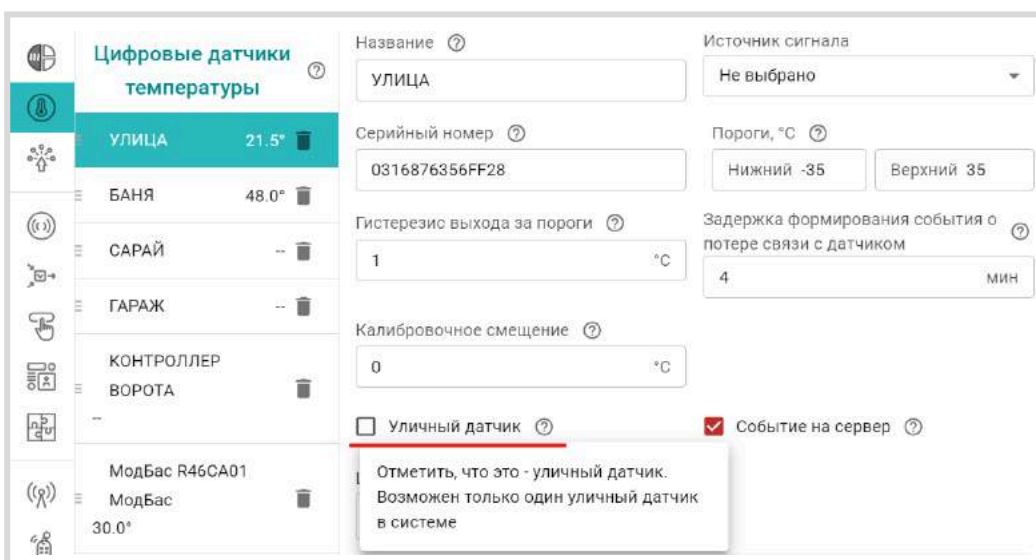 Цифровые датчики
температуры
УЛИЦА 21.5°
БАНЯ 48.0°
САРАЙ --
ГАРАЖ --
КОНТРОЛЛЕР
ВОРОТА
--
МодБас R46CA01
МодБас
30.0°
Название
УЛИЦА
Источник сигнала
Не выбрано
Серийный номер
0316876356FF28
Пороги, °C
Нижний -35 Верхний 35
Гистерезис выхода за пороги
1 °C
Задержка формирования события о
потере связи с датчиком
4 мин
Калибровочное смещение
0 °C
Уличный датчик
Событие на сервер
Отметить, что это - уличный датчик.
Возможен только один уличный датчик
в системе